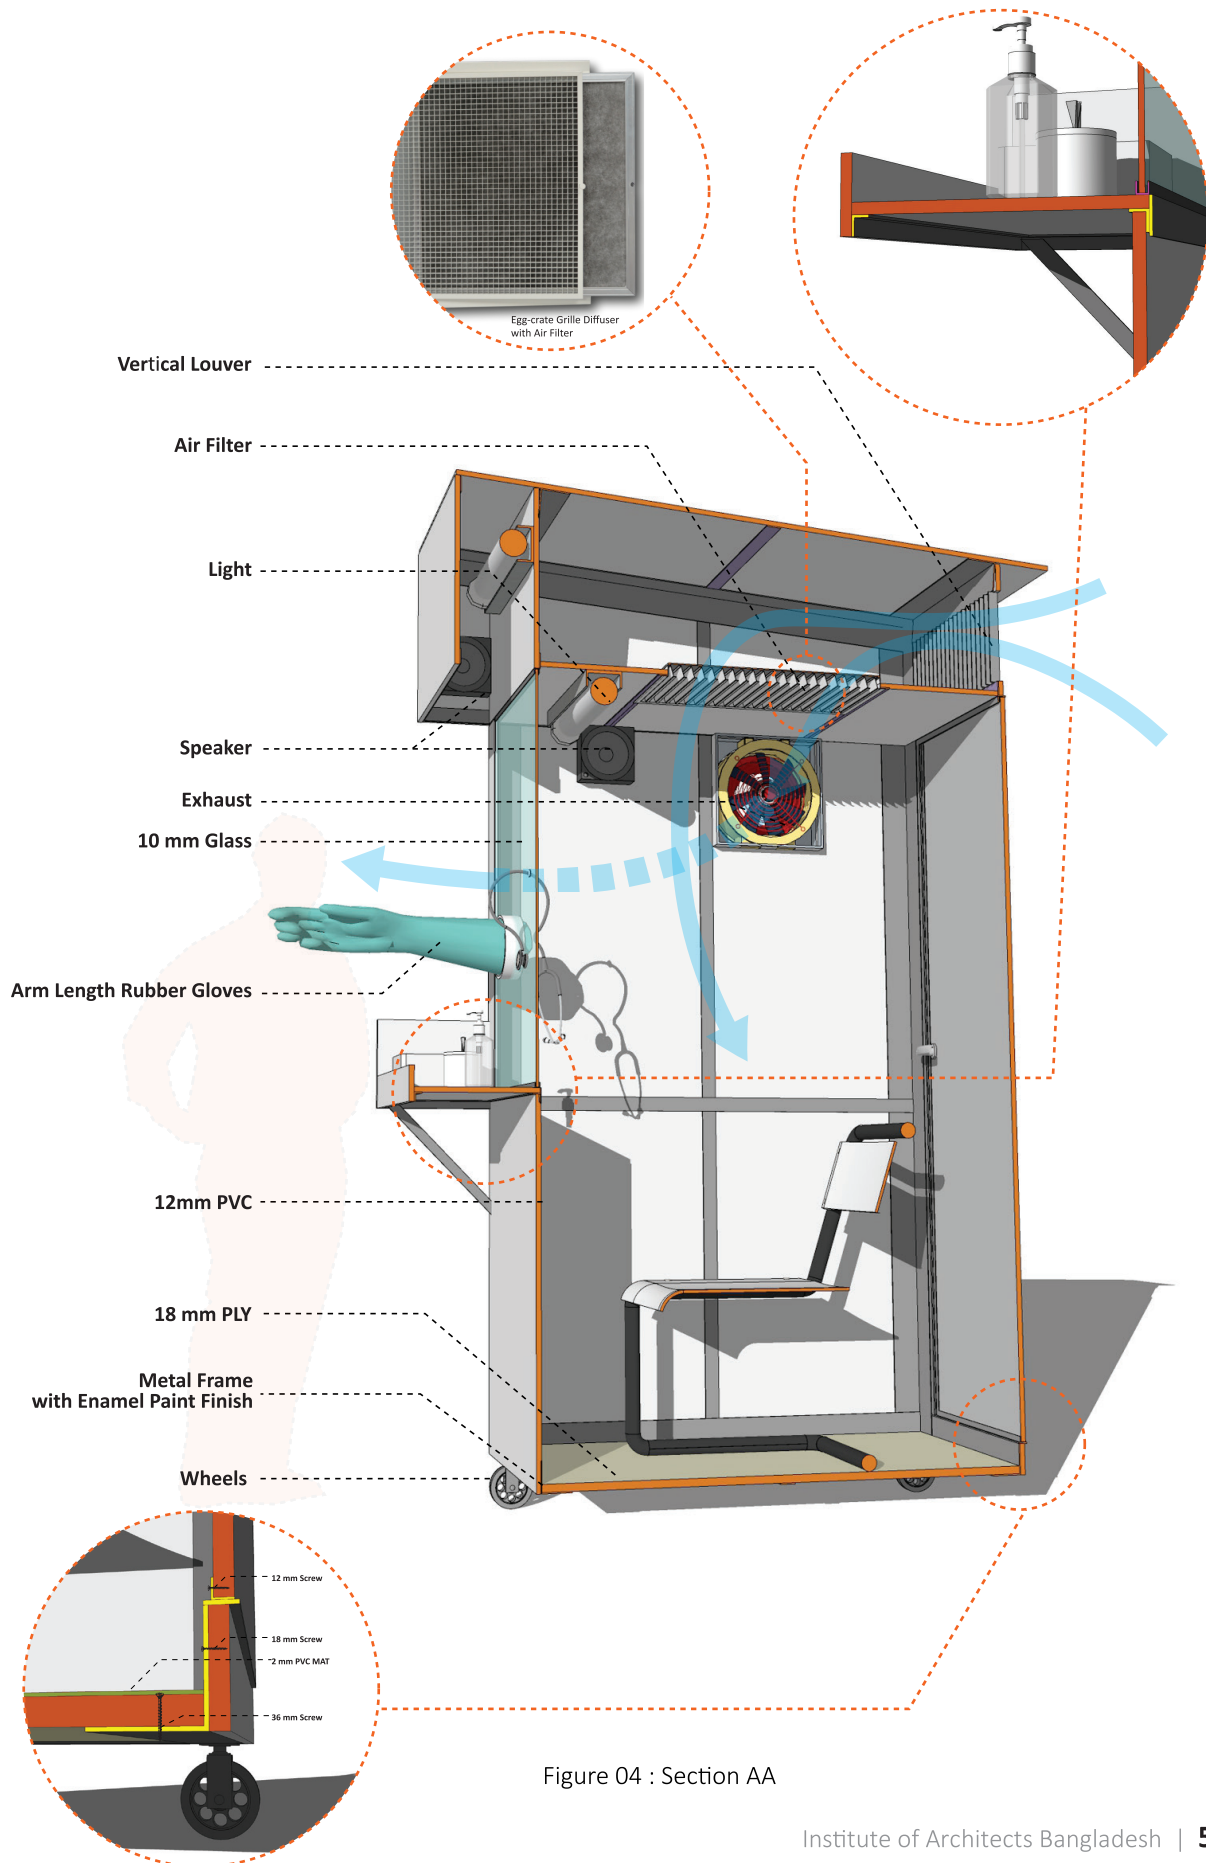 Egg-crate Grille Diffuser
with Air Filter
Vertical Louver
Air Filter
Light
Speaker
Exhaust
10 mm Glass
Arm Length Rubber Gloves
12mm PVC
18 mm PLY
Metal Frame
with Enamel Paint Finish
Wheels
12 mm Screw
18 mm Screw
2 mm PVC MAT
36 mm Screw
Figure 04 : Section AA
Institute of Architects Bangladesh | 5